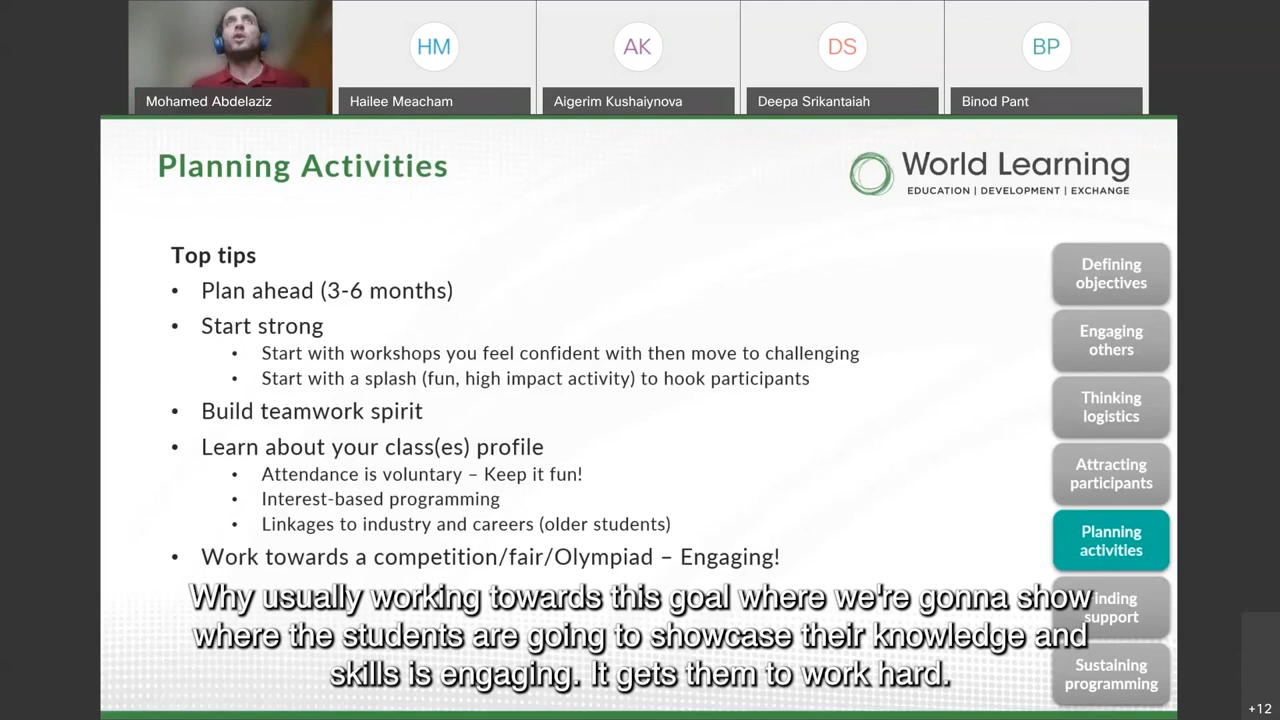 HM
AK
DS
BP
Mohamed Abdelaziz
Hailee Meacham
Aigerim Kushaiynova
Deepa Srikantaiah
Binod Pant
Planning Activities
World Learning
EDUCATION | DEVELOPMENT | EXCHANGE
Top tips
• Plan ahead (3-6 months)
• Start strong
• Start with workshops you feel confident with then move to challenging
• Start with a splash (fun, high impact activity) to hook participants
• Build teamwork spirit
• Learn about your class(es) profile
• Attendance is voluntary – Keep it fun!
• Interest-based programming
• Linkages to industry and careers (older students)
• Work towards a competition/fair/Olympiad – Engaging!
Defining
objectives
Engaging
others
Thinking
logistics
Attracting
participants
Planning
activities
Finding
support
Sustaining
programming
Why usually working towards this goal where we're gonna show
where the students are going to showcase their knowledge and
skills is engaging. It gets them to work hard.
+12